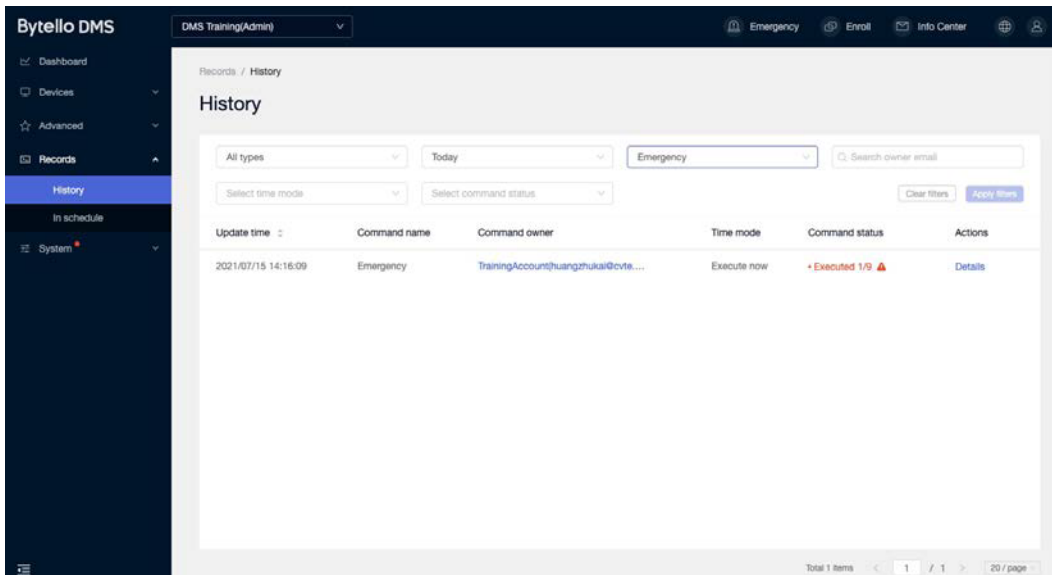 Bytello DMS
DMS Training(Admin)
Emergency
Enroll
Info Center
Dashboard
Devices
Advanced
Records
History
In schedule
System
Records / History
History
All types
Today
Emergency
Search owner email
Select time mode
Select command status
Clear filters
Apply filters
Update time Command name Command owner Time mode Command status Actions
2021/07/15 14:16:09 Emergency TrainingAccount|huangzhukai@cvte.... Execute now • Executed 1/9 Details
Total 1 items < 1 / 1 > 20 / page